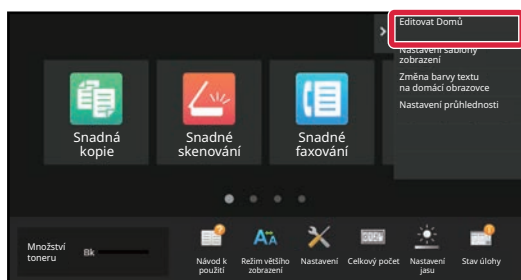 Editovat Domů
Nastavení šablony
zobrazení
Změna barvy textu
na domácí obrazovce
Nastavení průhlednosti
Snadná
kopie
Snadné
skenování
Snadné
faxování
Množství
toneru
Bk
Návod k
použití
Režim většího
zobrazení
Nastavení
Celkový počet
Nastavení
jasu
Stav úlohy